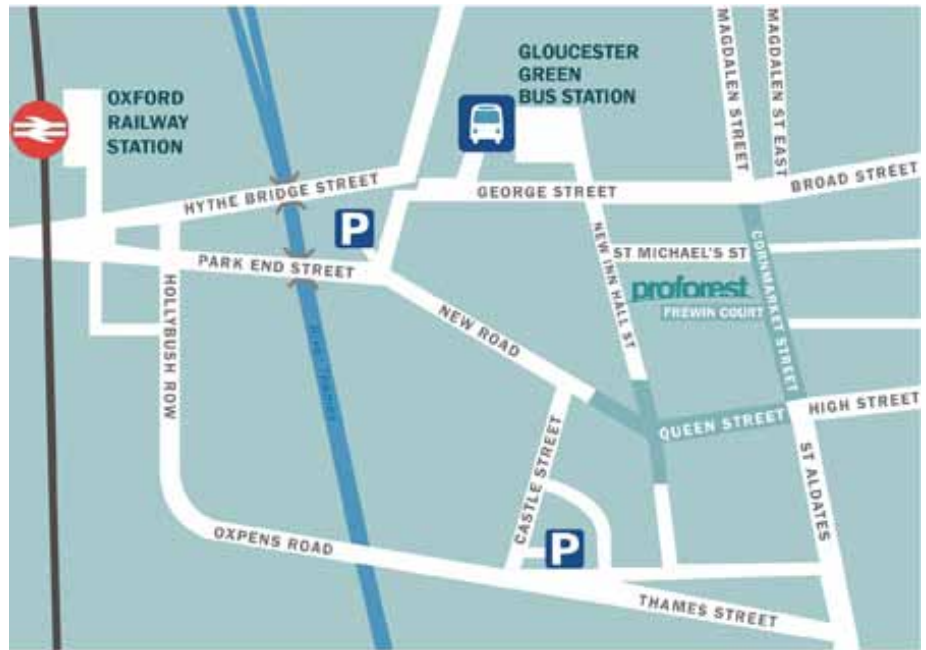 OXFORD
RAILWAY
STATION
GLOUCESTER
GREEN
BUS STATION
MAGDALEN STREET
MAGDALEN ST EAST
HYTHE BRIDGE STREET
GEORGE STREET
BROAD STREET
P
PARK END STREET
NEW INN HALL ST
ST MICHAEL'S ST
CORNMARKET STREET
proforest
FREWIN COURT
HOLLYBUSH ROW
NEW ROAD
River Thames
QUEEN STREET
HIGH STREET
CASTLE STREET
ST ALDATES
OXPENS ROAD
P
THAMES STREET